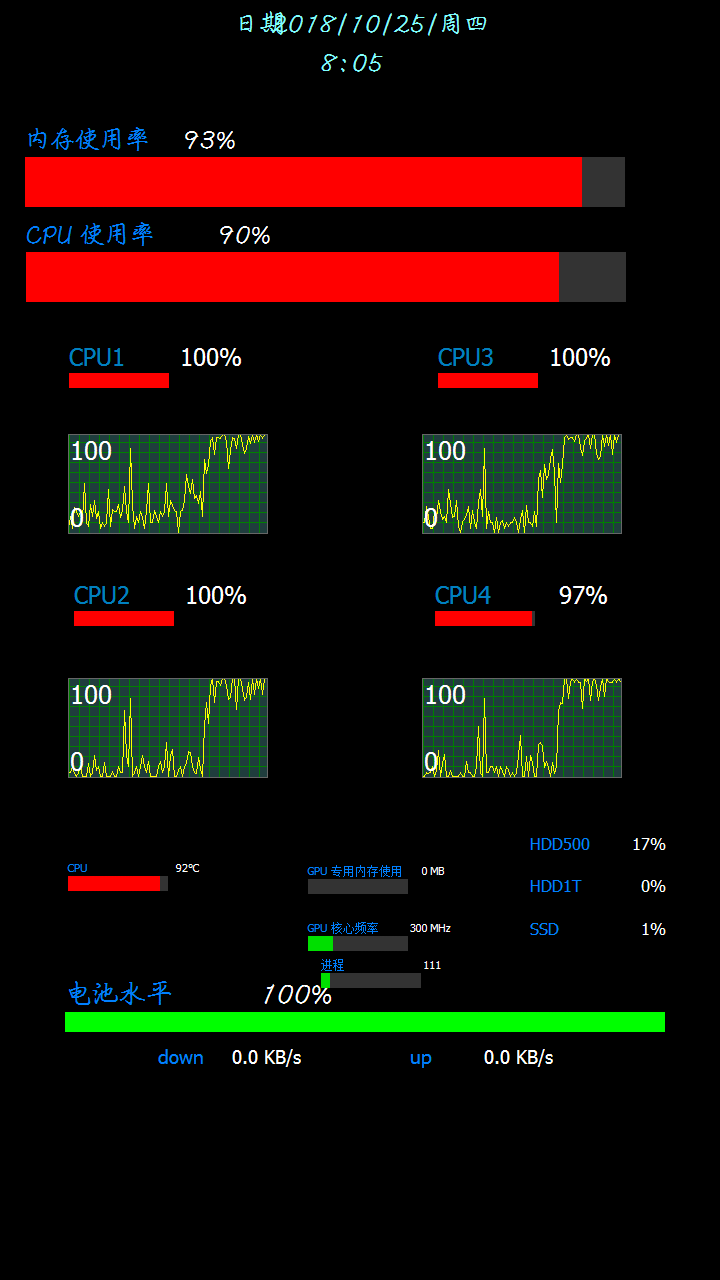 日期2018/10/25/周四
8:05
内存使用率 93%
CPU 使用率 90%
CPU1 100% CPU3 100%
100 100
0 0
CPU2 100% CPU4 97%
100 100
0 0
HDD500 17%
CPU 92℃ GPU 专用内存使用 0 MB
HDD1T 0%
GPU 核心频率 300 MHz SSD 1%
进程 111
电池水平 100%
down 0.0 KB/s up 0.0 KB/s